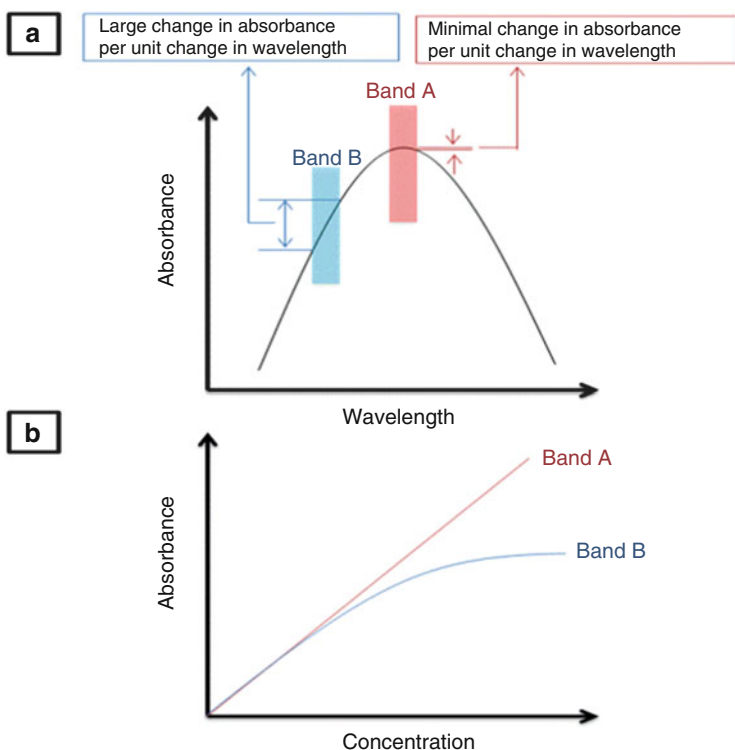 a
Large change in absorbance
per unit change in wavelength
Minimal change in absorbance
per unit change in wavelength
Band A
Band B
Absorbance
Wavelength
b
Band A
Band B
Absorbance
Concentration